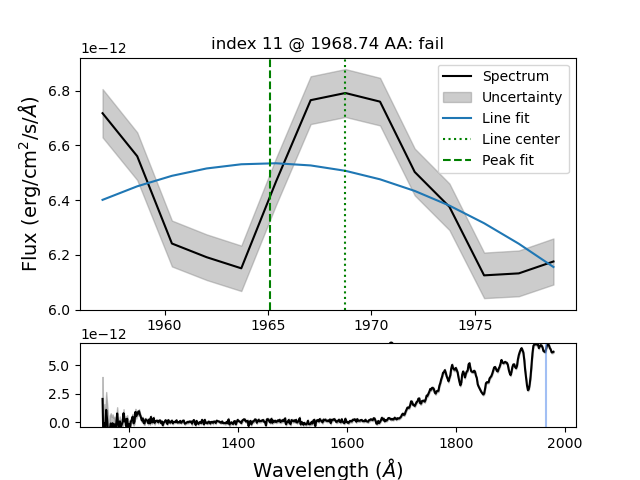 index 11 @ 1968.74 AA: fail
1e−12
6.8
6.6
6.4
6.2
6.0
Flux (erg/cm²/s/Å)
Spectrum
Uncertainty
Line fit
Line center
Peak fit
1960 1965 1970 1975
1e−12
5.0
2.5
0.0
1200 1400 1600 1800 2000
Wavelength (Å)